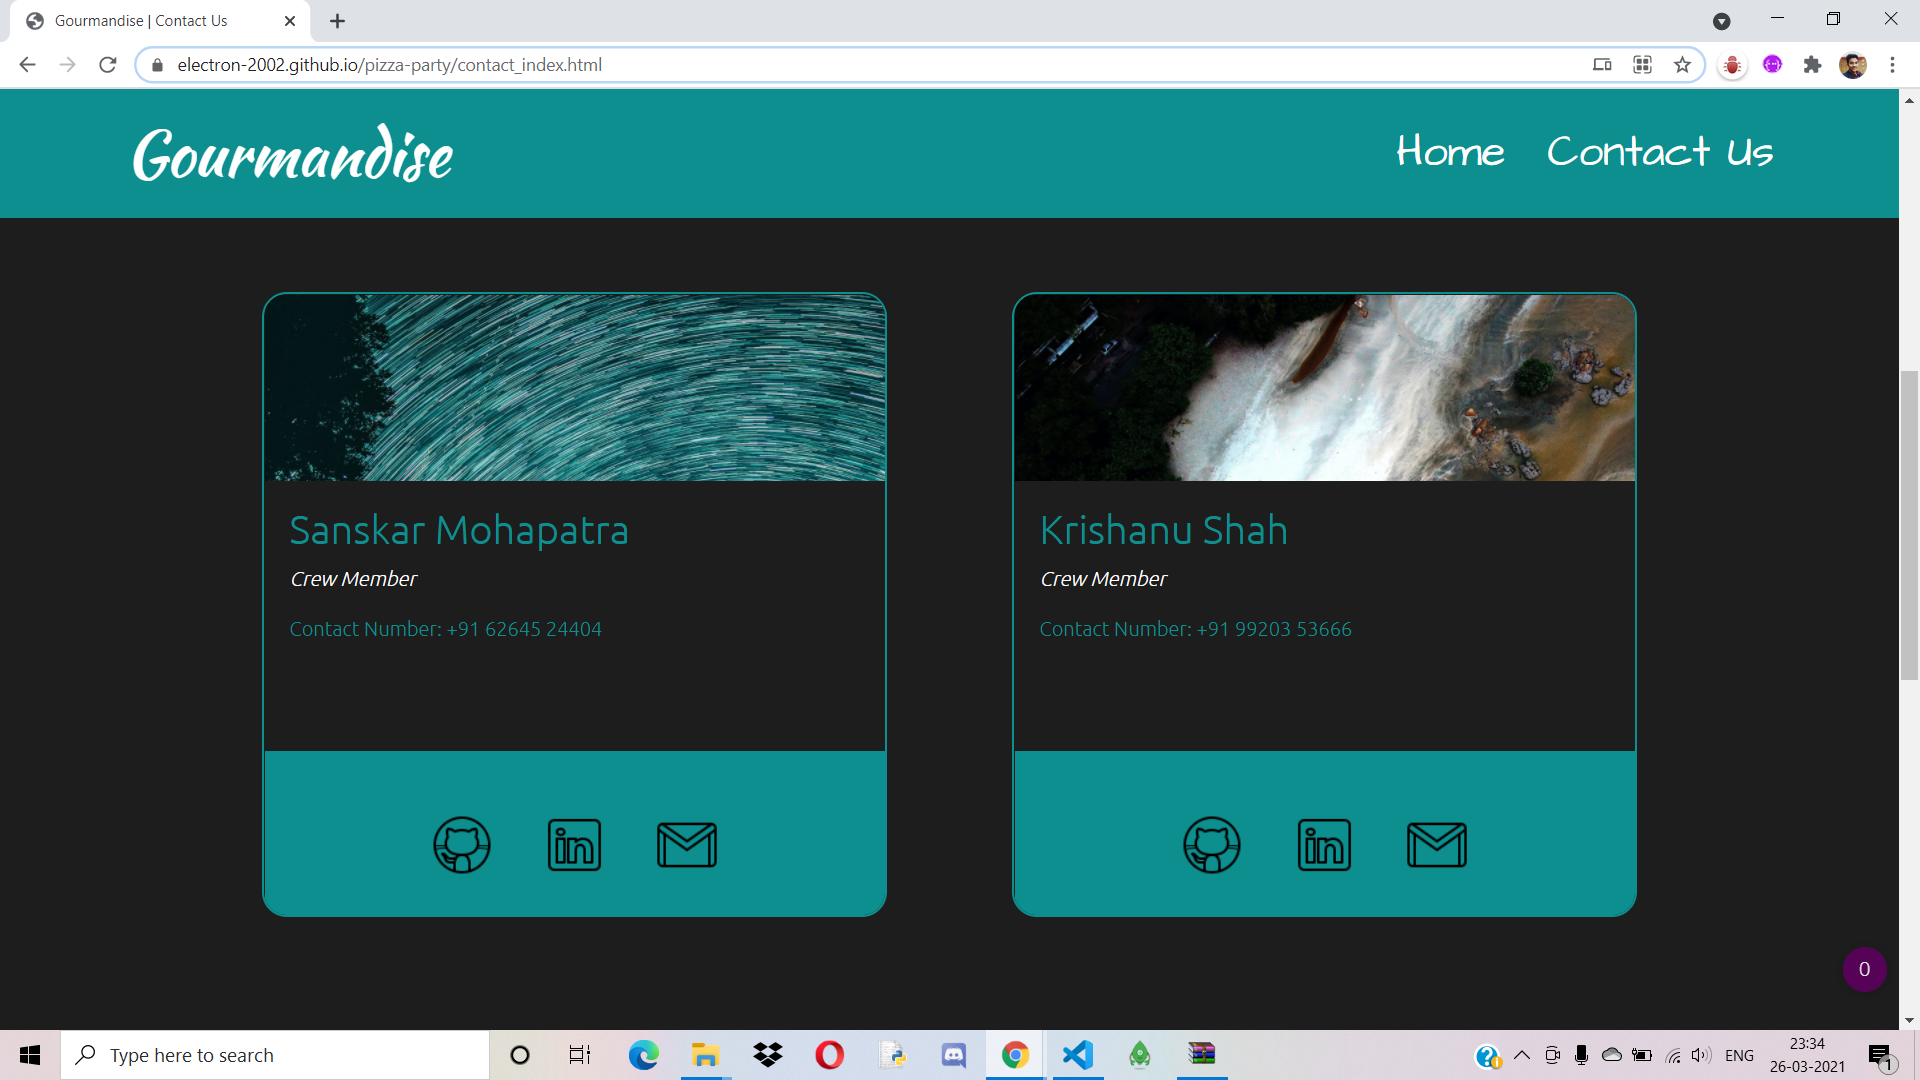 Gourmandise | Contact Us
electron-2002.github.io/pizza-party/contact_index.html
Gourmandise
Home Contact Us
Sanskar Mohapatra
Crew Member
Contact Number: +91 62645 24404
Krishanu Shah
Crew Member
Contact Number: +91 99203 53666
in
in
0
Type here to search
ENG
23:34
26-03-2021
1